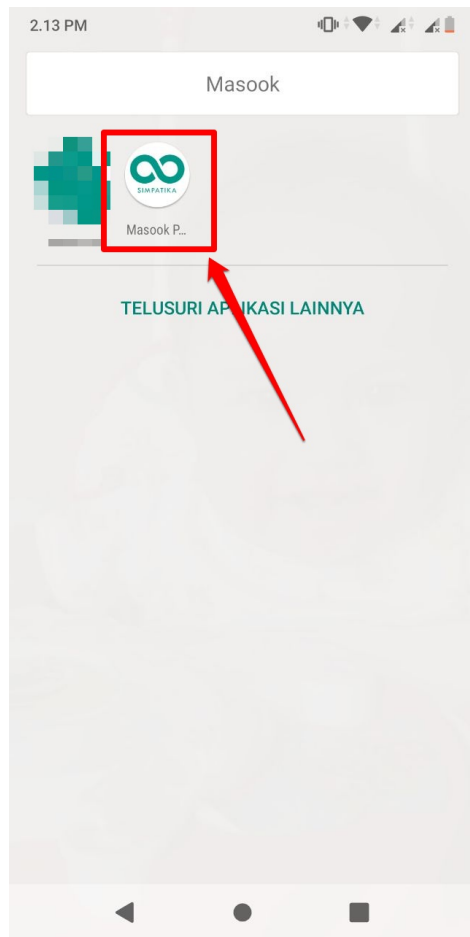 2.13 PM
Masook
SIMPATIKA
Masook P...
TELUSURI APLIKASI LAINNYA